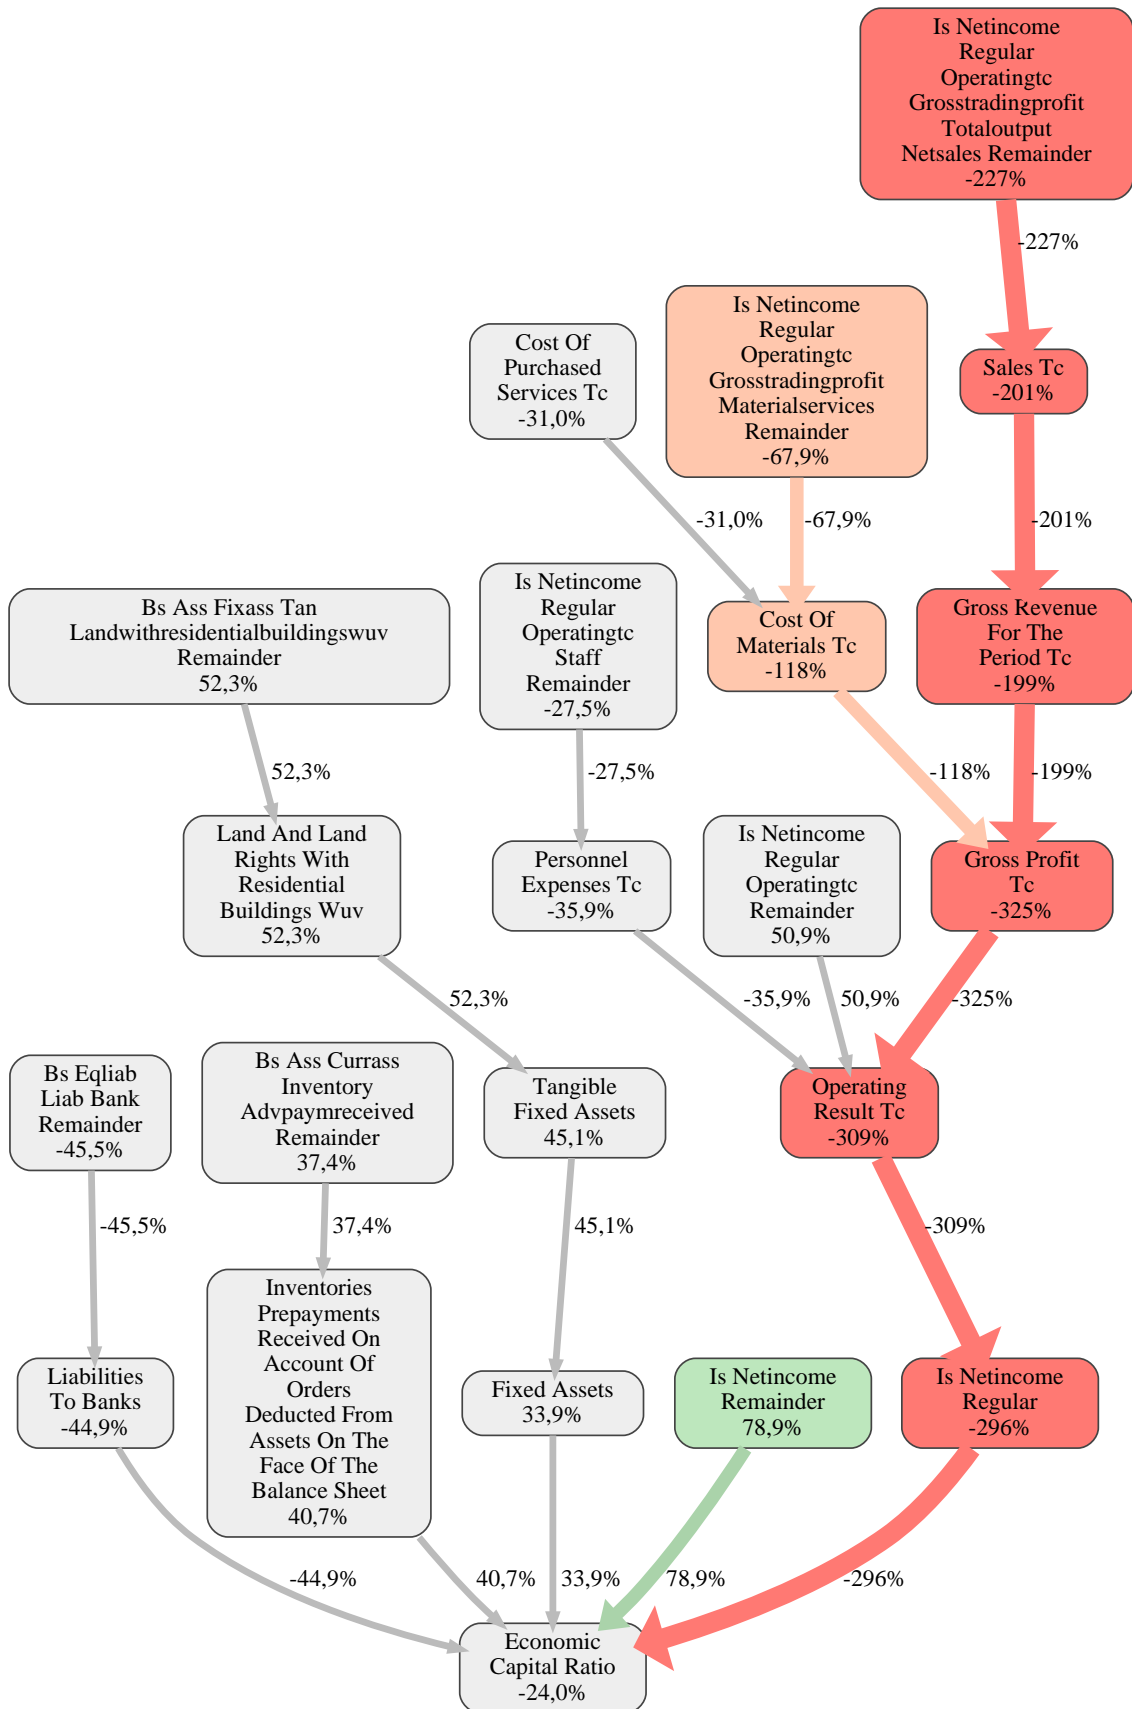 Is Netincome
Regular
Operatingtc
Grosstradingprofit
Totaloutput
Netsales Remainder
-227%
-227%
Is Netincome
Regular
Operatingtc
Grosstradingprofit
Materialservices
Remainder
-67,9%
Cost Of
Purchased
Services Tc
-31,0%
Sales Tc
-201%
-31,0%
-67,9%
-201%
Bs Ass Fixass Tan
Landwithresidentialbuildingswuv
Remainder
52,3%
Is Netincome
Regular
Operatingtc
Staff
Remainder
-27,5%
Cost Of
Materials Tc
-118%
Gross Revenue
For The
Period Tc
-199%
52,3%
-27,5%
-118%
-199%
Land And Land
Rights With
Residential
Buildings Wuv
52,3%
Personnel
Expenses Tc
-35,9%
Is Netincome
Regular
Operatingtc
Remainder
50,9%
Gross Profit
Tc
-325%
52,3%
-35,9%
50,9%
-325%
Bs Eqliab
Liab Bank
Remainder
-45,5%
Bs Ass Currass
Inventory
Advpaymreceived
Remainder
37,4%
Tangible
Fixed Assets
45,1%
Operating
Result Tc
-309%
-45,5%
37,4%
45,1%
-309%
Liabilities
To Banks
-44,9%
Inventories
Prepayments
Received On
Account Of
Orders
Deducted From
Assets On The
Face Of The
Balance Sheet
40,7%
Fixed Assets
33,9%
Is Netincome
Remainder
78,9%
Is Netincome
Regular
-296%
-44,9%
40,7%
33,9%
78,9%
-296%
Economic
Capital Ratio
-24,0%